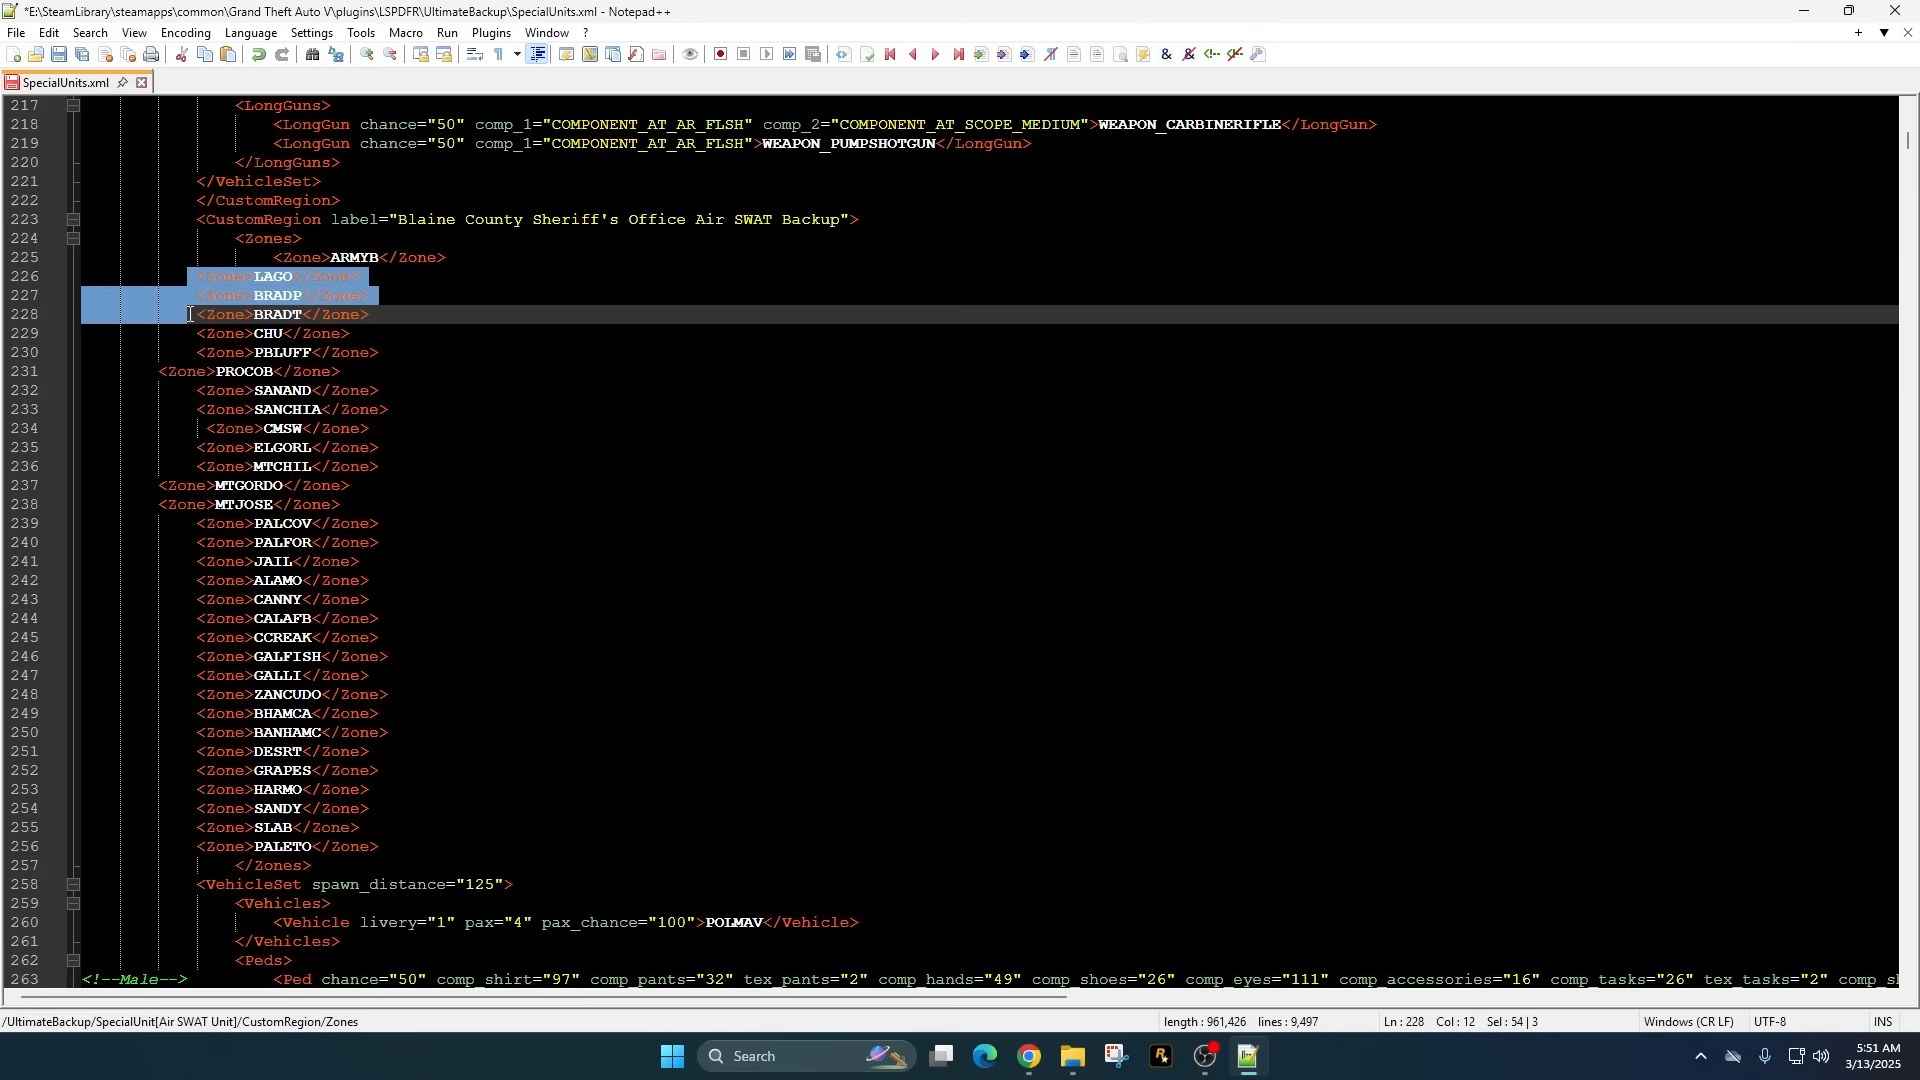 *E:\SteamLibrary\steamapps\common\Grand Theft Auto V\plugins\LSPDFR\UltimateBackup\SpecialUnits.xml - Notepad++
File Edit Search View Encoding Language Settings Tools Macro Run Plugins Window ?
SpecialUnits.xml
217 <LongGuns>
218 <LongGun chance="50" comp_1="COMPONENT_AT_AR_FLSH" comp_2="COMPONENT_AT_SCOPE_MEDIUM">WEAPON_CARBINERIFLE</LongGun>
219 <LongGun chance="50" comp_1="COMPONENT_AT_AR_FLSH">WEAPON_PUMPSHOTGUN</LongGun>
220 </LongGuns>
221 </VehicleSet>
222 </CustomRegion>
223 <CustomRegion label="Blaine County Sheriff's Office Air SWAT Backup">
224 <Zones>
225 <Zone>ARMYB</Zone>
226 <Zone>LAGO</Zone>
227 <Zone>BRADP</Zone>
228 <Zone>BRADT</Zone>
229 <Zone>CHU</Zone>
230 <Zone>PBLUFF</Zone>
231 <Zone>PROCOB</Zone>
232 <Zone>SANAND</Zone>
233 <Zone>SANCHIA</Zone>
234 <Zone>CMSW</Zone>
235 <Zone>ELGORL</Zone>
236 <Zone>MTCHIL</Zone>
237 <Zone>MTGORDO</Zone>
238 <Zone>MTJOSE</Zone>
239 <Zone>PALCOV</Zone>
240 <Zone>PALFOR</Zone>
241 <Zone>JAIL</Zone>
242 <Zone>ALAMO</Zone>
243 <Zone>CANNY</Zone>
244 <Zone>CALAFB</Zone>
245 <Zone>CCREAK</Zone>
246 <Zone>GALFISH</Zone>
247 <Zone>GALLI</Zone>
248 <Zone>ZANCUDO</Zone>
249 <Zone>BHAMCA</Zone>
250 <Zone>BANHAMC</Zone>
251 <Zone>DESRT</Zone>
252 <Zone>GRAPES</Zone>
253 <Zone>HARMO</Zone>
254 <Zone>SANDY</Zone>
255 <Zone>SLAB</Zone>
256 <Zone>PALETO</Zone>
257 </Zones>
258 <VehicleSet spawn_distance="125">
259 <Vehicles>
260 <Vehicle livery="1" pax="4" pax_chance="100">POLMAV</Vehicle>
261 </Vehicles>
262 <Peds>
263 <!--Male--> <Ped chance="50" comp_shirt="97" comp_pants="32" tex_pants="2" comp_hands="49" comp_shoes="26" comp_eyes="111" comp_accessories="16" comp_tasks="26" tex_tasks="2" comp_sh
/UltimateBackup/SpecialUnit[Air SWAT Unit]/CustomRegion/Zones length : 961,426 lines : 9,497 Ln : 228 Col : 12 Sel : 54 | 3 Windows (CR LF) UTF-8 INS
Search
5:51 AM
3/13/2025